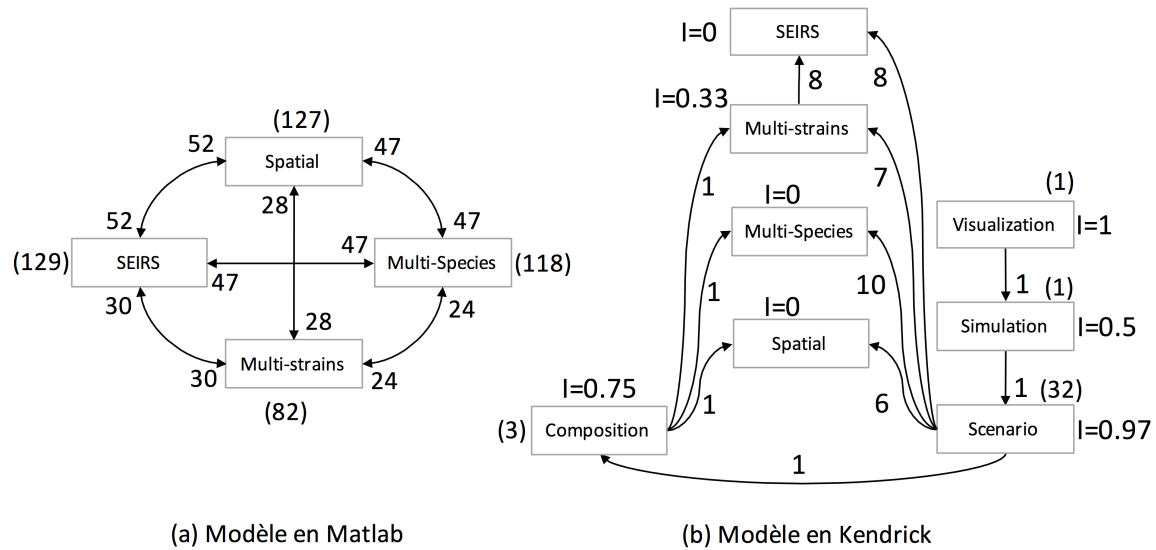 (127)
52
Spatial
47
28
52
47
(129)
SEIRS
47
47
Multi-Species
(118)
30
24
28
Multi-strains
30
24
(82)
(a) Modèle en Matlab
I=0
SEIRS
8
8
I=0.33
Multi-strains
1
7
I=0
Multi-Species
1
10
I=0
Spatial
1
6
(1)
Visualization
I=1
1
(1)
Simulation
I=0.5
1
(32)
Scenario
I=0.97
I=0.75
(3)
Composition
1
(b) Modèle en Kendrick